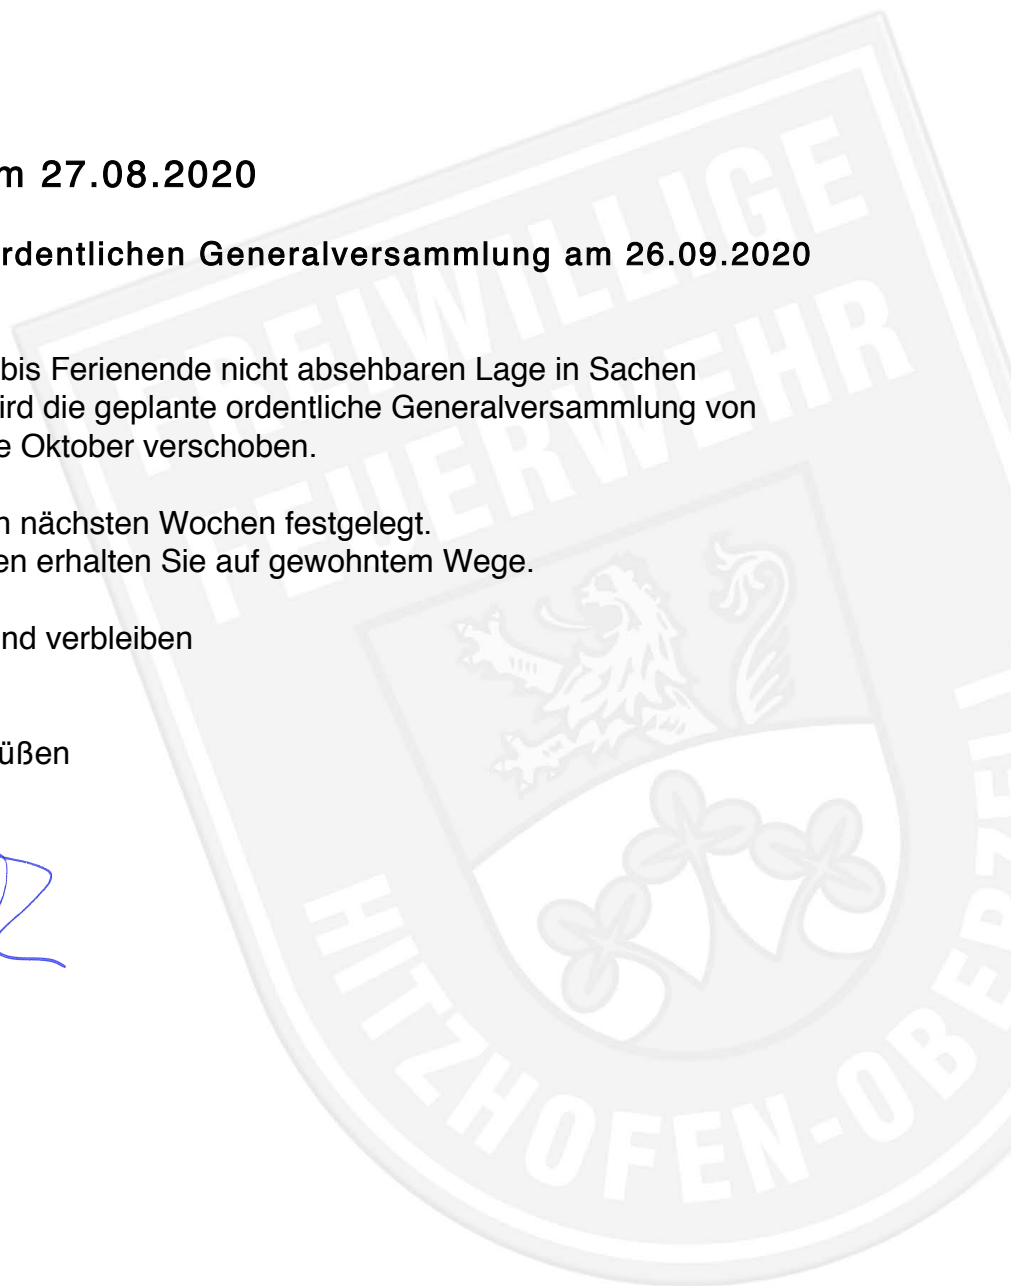 m 27.08.2020
rdentlichen Generalversammlung am 26.09.2020
bis Ferienende nicht absehbaren Lage in Sachen
ird die geplante ordentliche Generalversammlung von
e Oktober verschoben.
n nächsten Wochen festgelegt.
en erhalten Sie auf gewohntem Wege.
nd verbleiben
üßen
FREIWILLIGE
FEUERWEHR
HITZHOFEN-OBERZELL